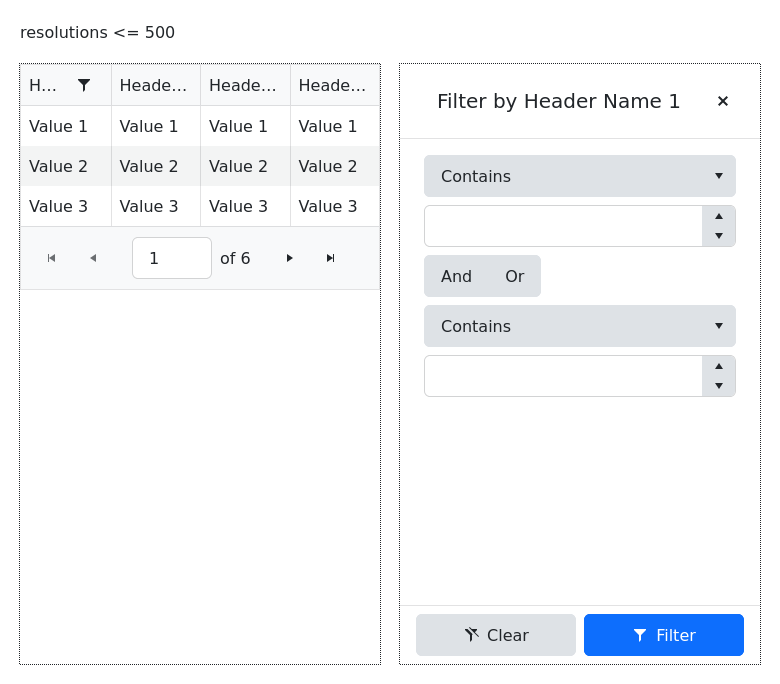 resolutions <= 500
H... Heade... Heade... Heade...
Value 1 Value 1 Value 1 Value 1
Value 2 Value 2 Value 2 Value 2
Value 3 Value 3 Value 3 Value 3
1 of 6
Filter by Header Name 1
Contains
And Or
Contains
Clear Filter